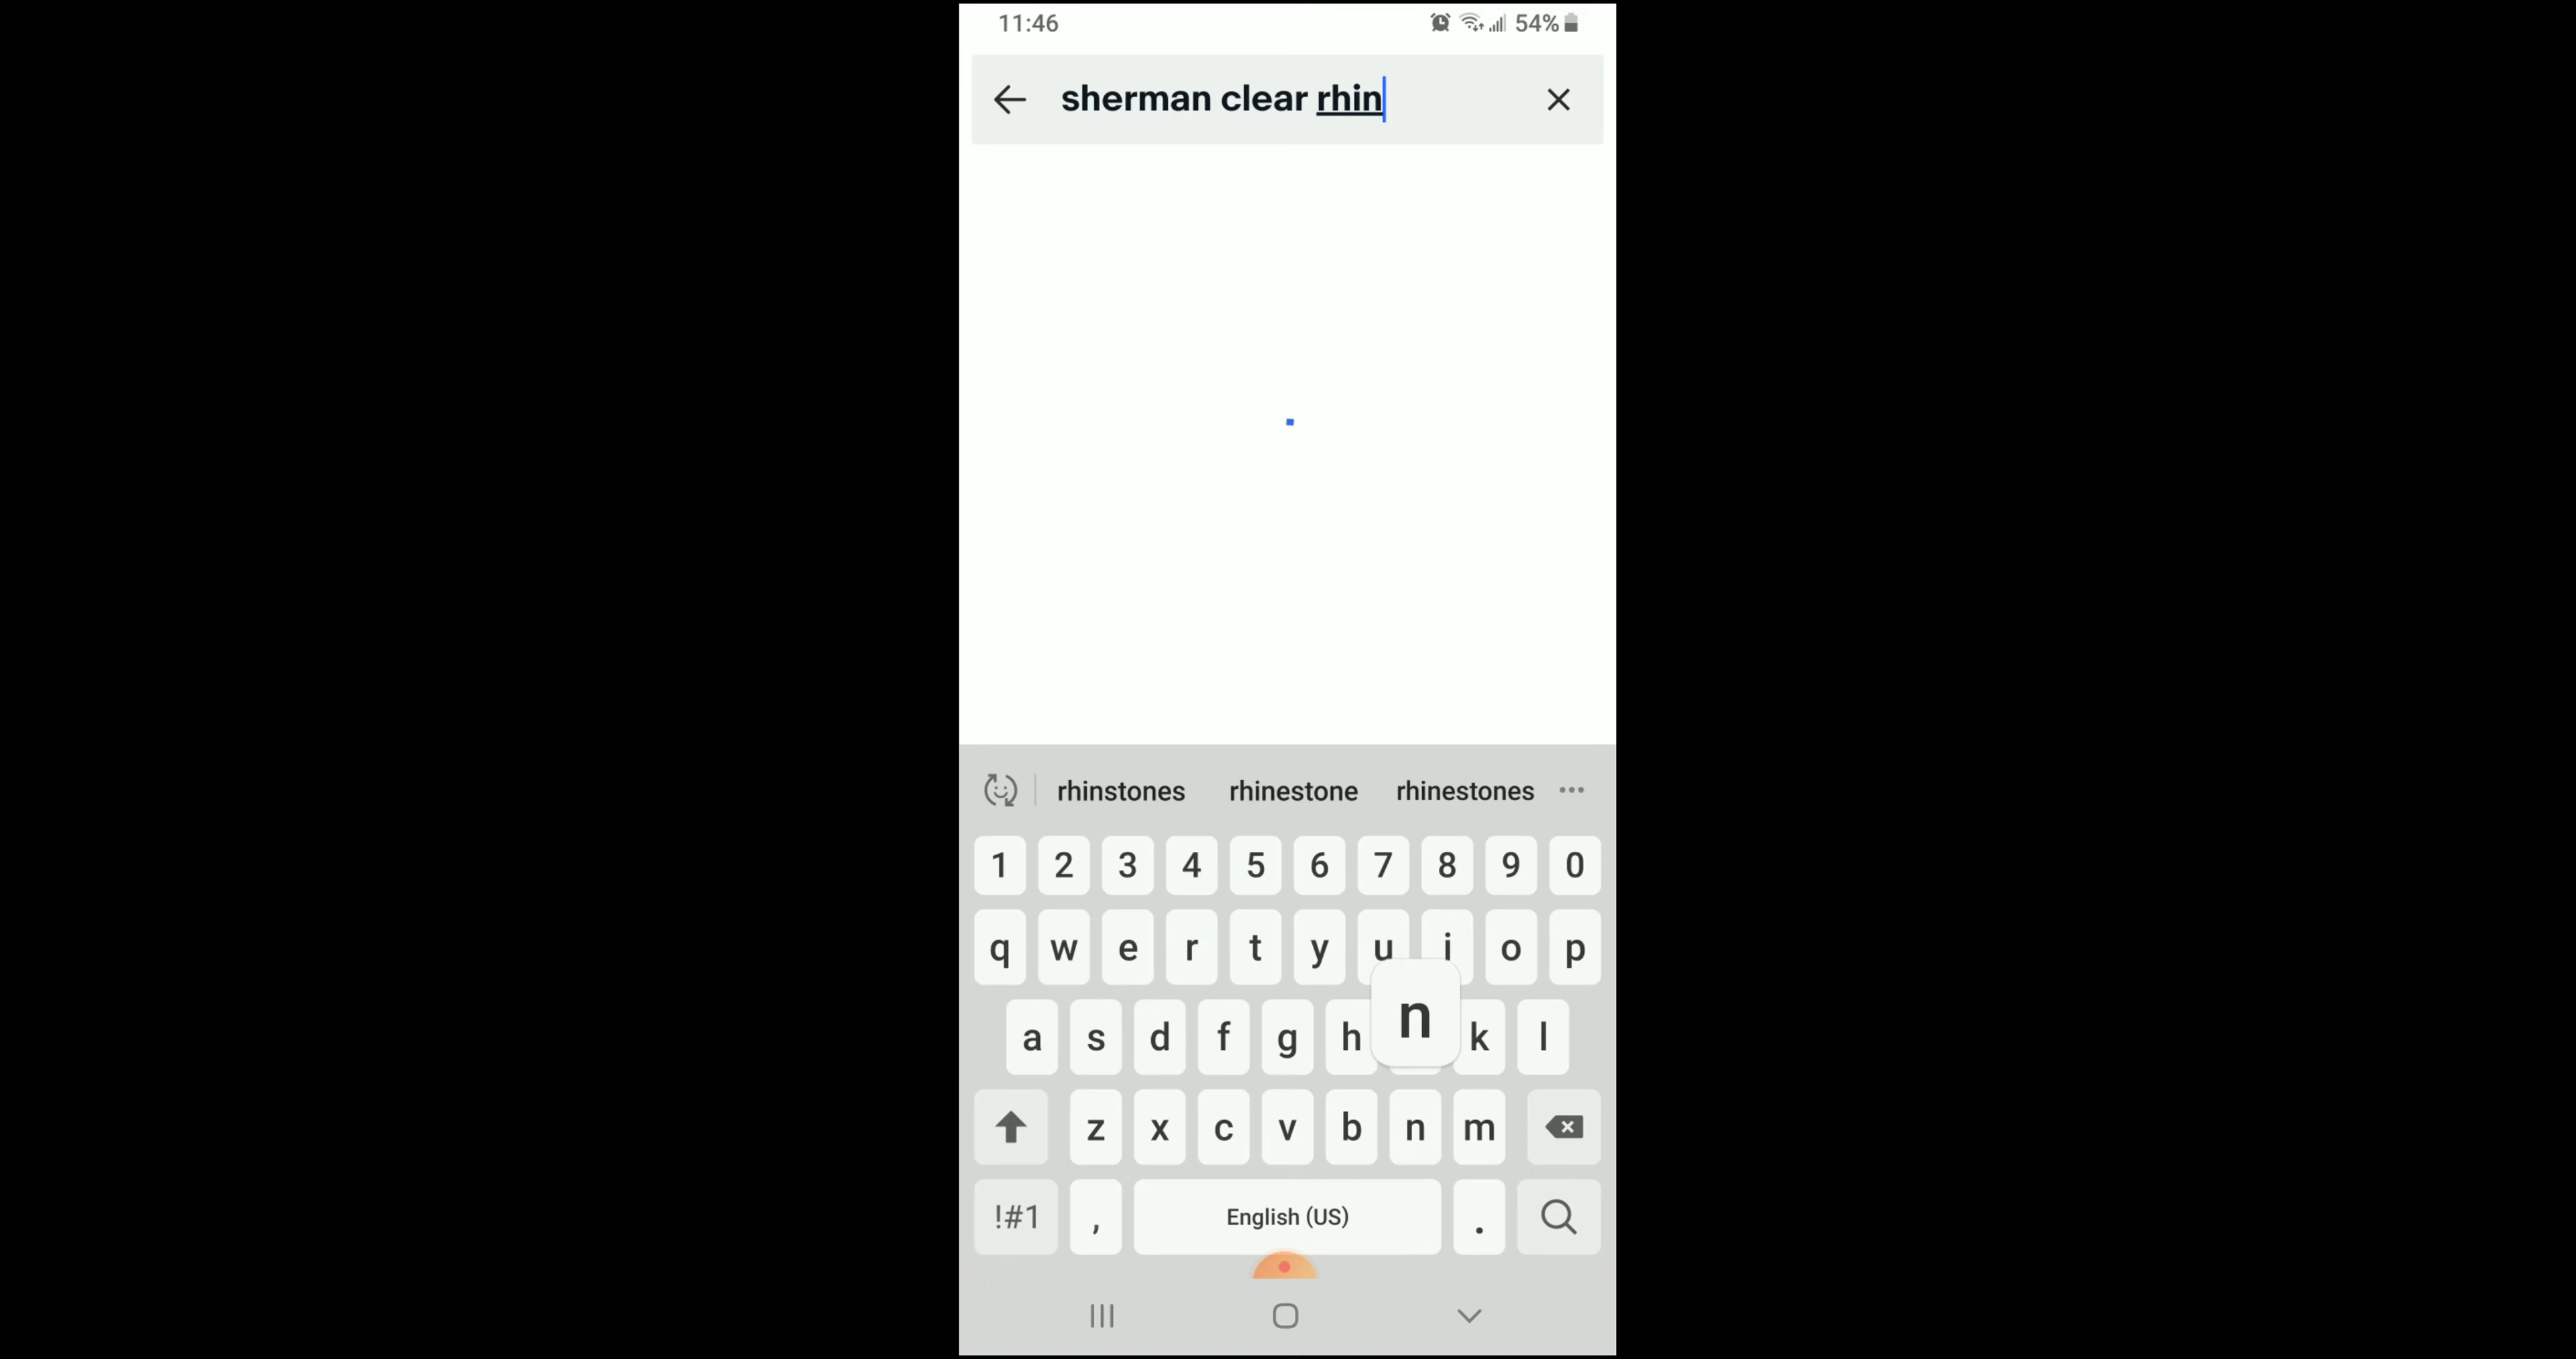 11:46 54%
sherman clear rhin
rhinstones rhinestone rhinestones
1 2 3 4 5 6 7 8 9 0
q w e r t y u i o p
a s d f g h n k l
z x c v b n m
!#1 , English (US) .